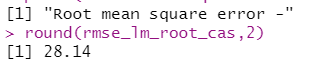 [1] "Root mean square error -"
> round(rmse_lm_root_cas,2)
[1] 28.14